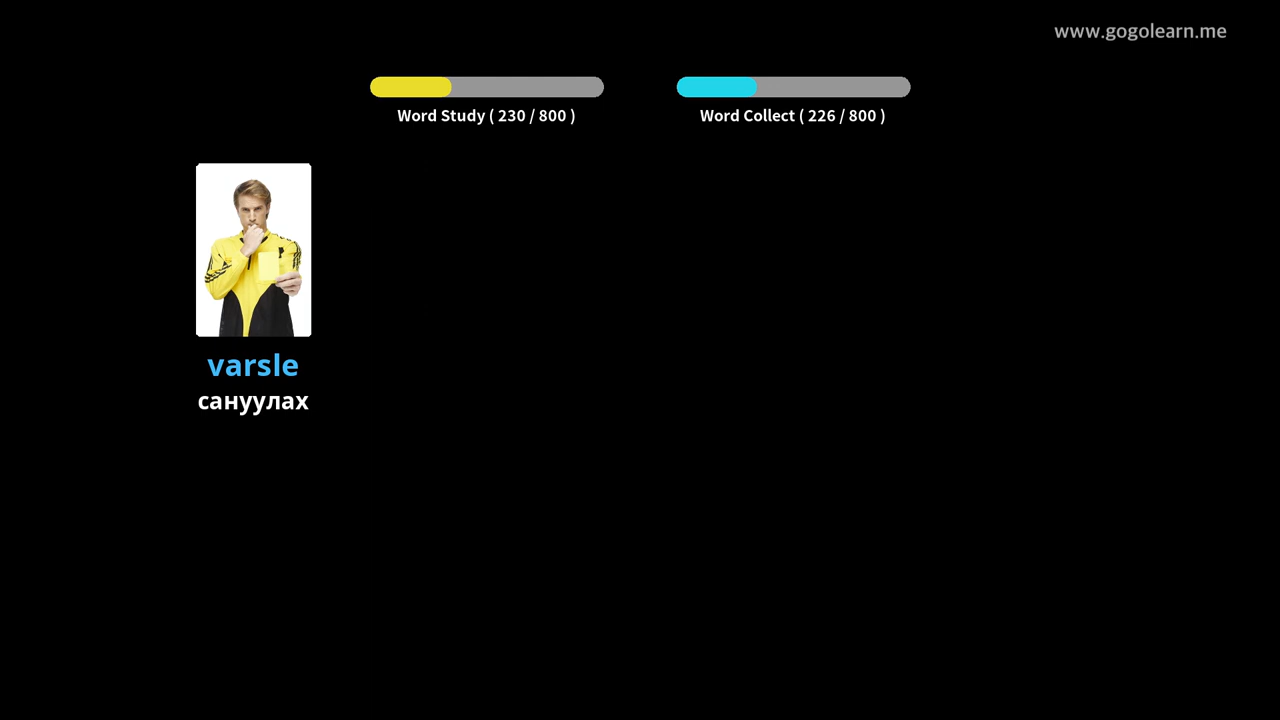 www.gogolearn.me
Word Study ( 230 / 800 )
Word Collect ( 226 / 800 )
varsle
сануулах